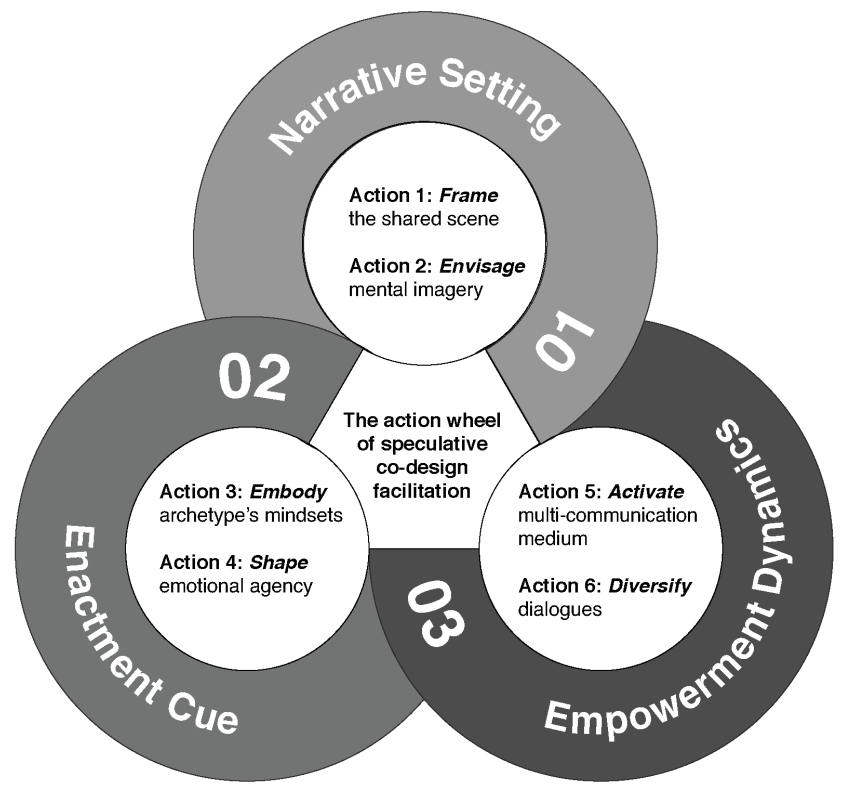 Narrative Setting
01
Action 1: Frame
the shared scene
Action 2: Envisage
mental imagery
02
Enactment Cue
Action 3: Embody
archetype's mindsets
Action 4: Shape
emotional agency
The action wheel
of speculative
co-design
facilitation
03
Empowerment Dynamics
Action 5: Activate
multi-communication
medium
Action 6: Diversify
dialogues